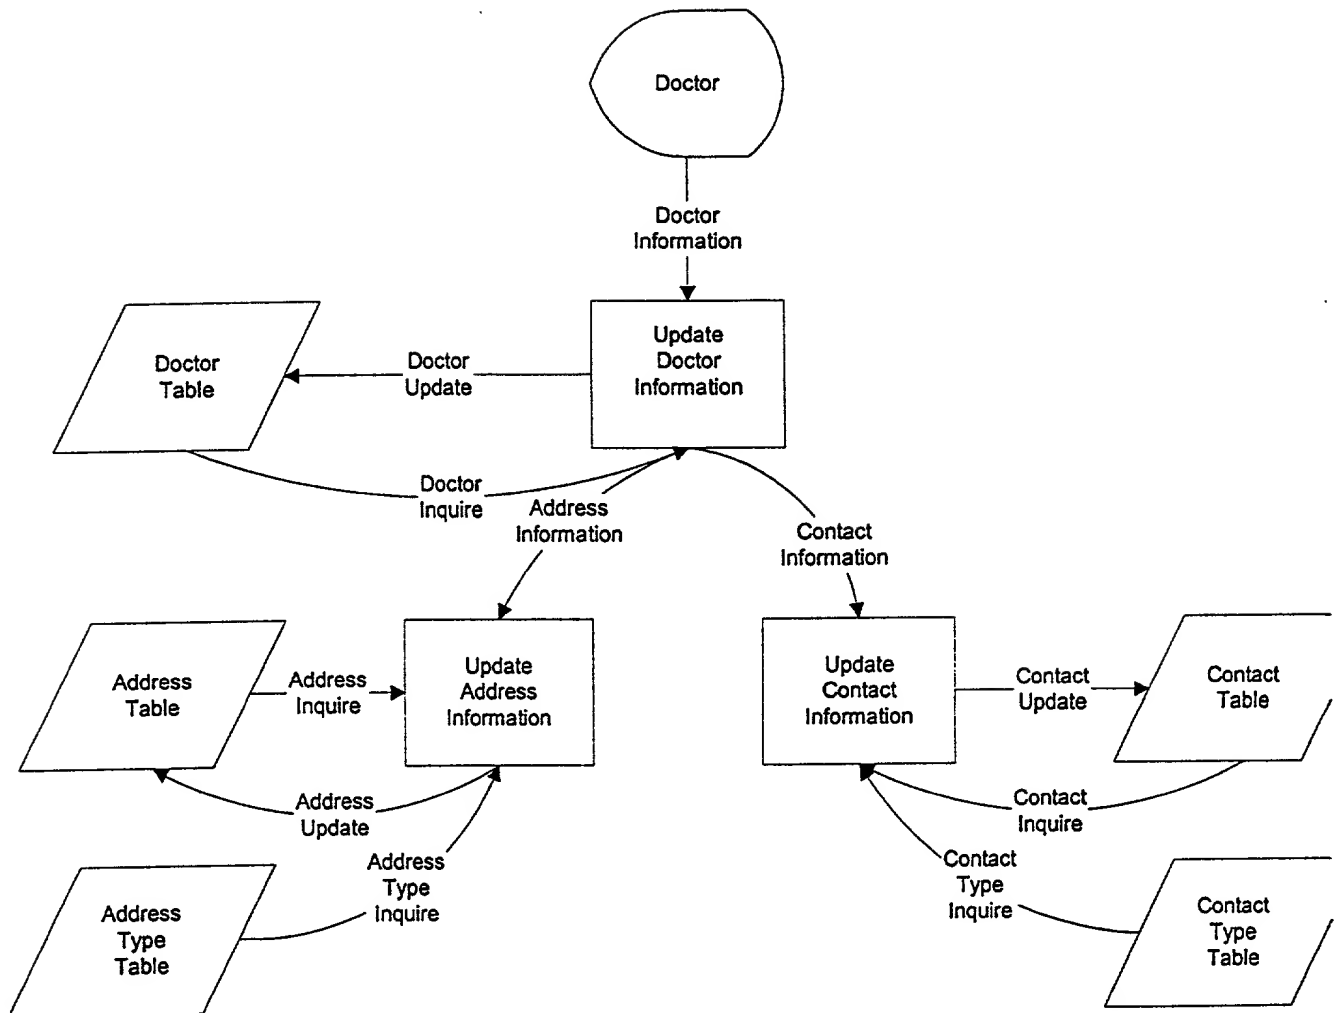 Doctor
Doctor
Information
Update
Doctor
Information
Doctor
Table
Doctor
Update
Doctor
Inquire
Address
Information
Contact
Information
Address
Table
Address
Inquire
Update
Address
Information
Update
Contact
Information
Contact
Update
Contact
Table
Address
Update
Contact
Inquire
Address
Type
Inquire
Contact
Type
Inquire
Address
Type
Table
Contact
Type
Table